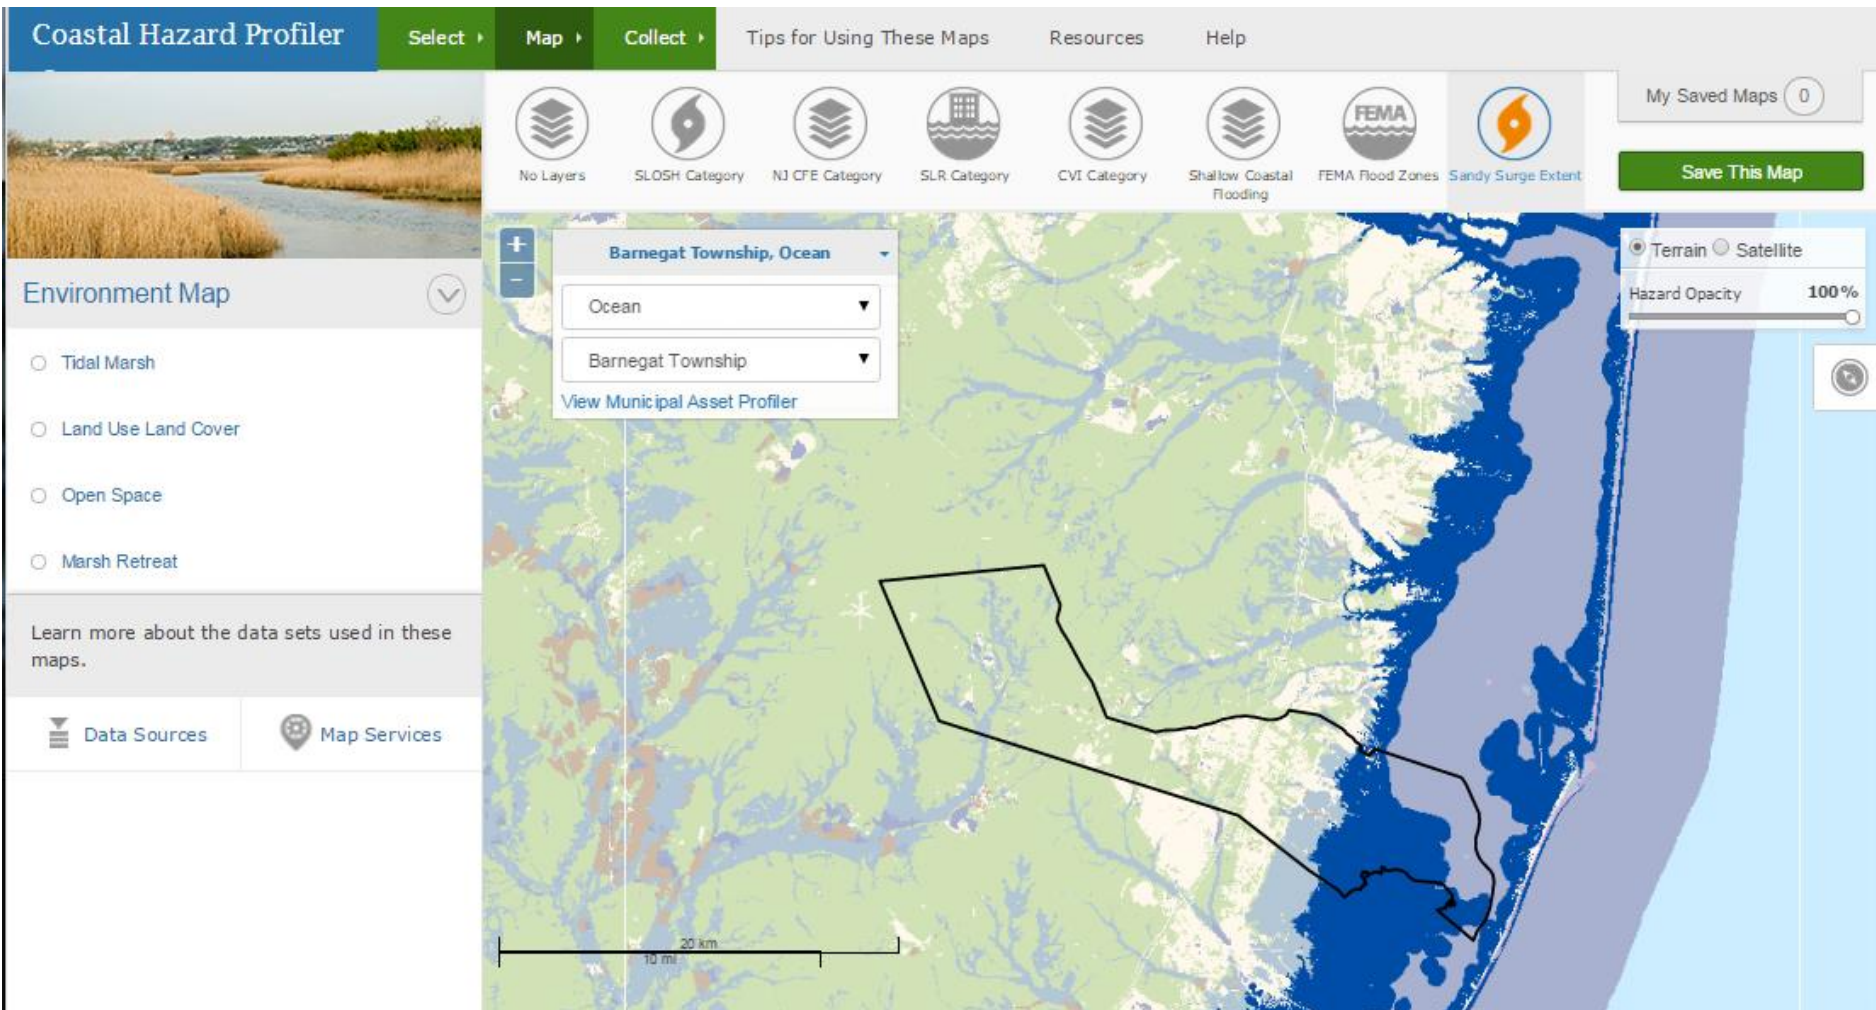 Coastal Hazard Profiler
Select
Map
Collect
Tips for Using These Maps
Resources
Help
No Layers
SLOSH Category
NJ CFE Category
SLR Category
CVI Category
Shallow Coastal
Flooding
FEMA
FEMA Flood Zones
Sandy Surge Extent
My Saved Maps 0
Save This Map
Environment Map
Tidal Marsh
Land Use Land Cover
Open Space
Marsh Retreat
Learn more about the data sets used in these
maps.
Data Sources
Map Services
+
−
Barnegat Township, Ocean
Ocean
Barnegat Township
View Municipal Asset Profiler
Terrain Satellite
Hazard Opacity 100%
20 km
10 mi